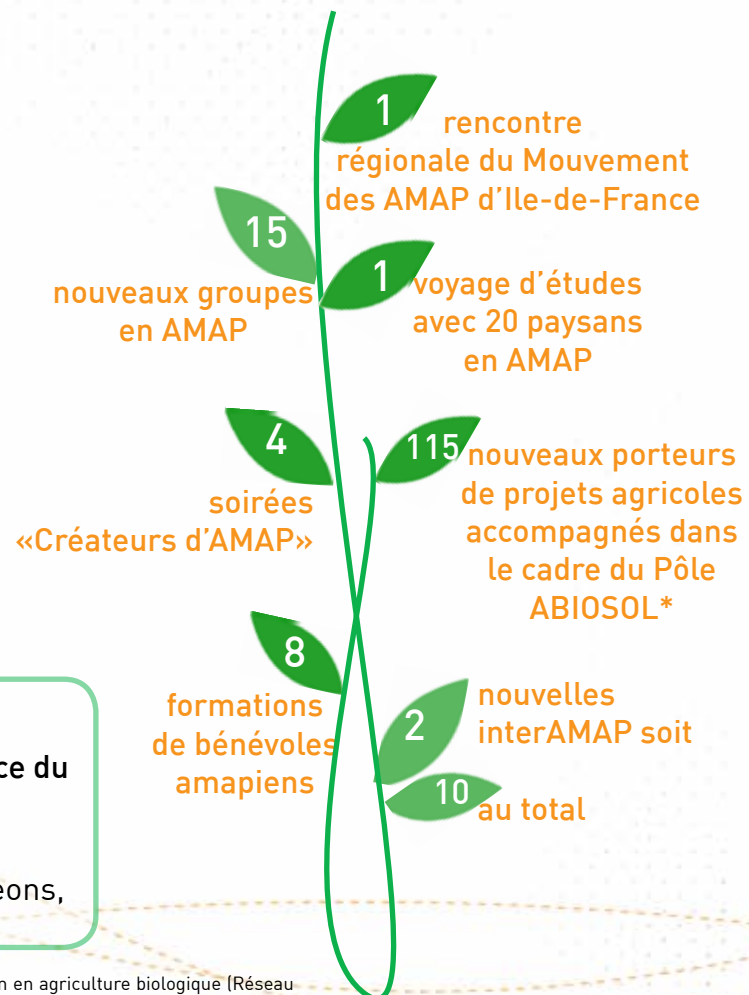 1
rencontre
régionale du Mouvement
des AMAP d'Ile-de-France
15
nouveaux groupes
en AMAP
1
voyage d'études
avec 20 paysans
en AMAP
4
soirées
«Créateurs d'AMAP»
115
nouveaux porteurs
de projets agricoles
accompagnés dans
le cadre du Pôle
ABIOSOL*
8
formations
de bénévoles
amapiens
2
nouvelles
interAMAP soit
10
au total
du
en agriculture biologique (Réseau